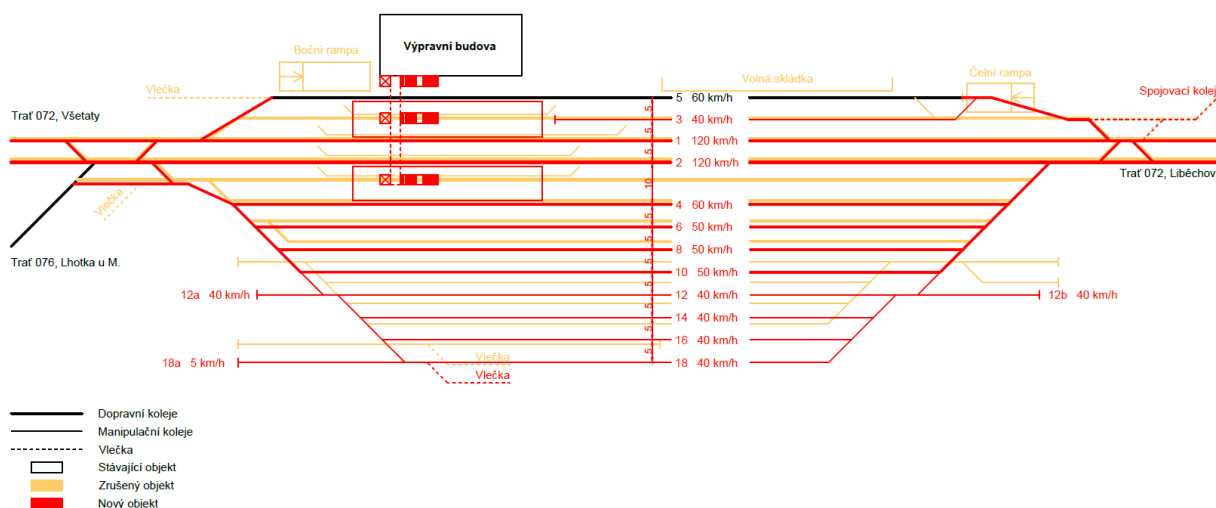 Výpravní budova
Boční rampa
Volná skládka
Čelní rampa
Vlečka
5 60 km/h
Spojovací kolej
Trať 072, Všetaty
5
3 40 km/h
5
1 120 km/h
5
2 120 km/h
Trať 072, Liběchov
10
Vlečka
4 60 km/h
5
6 50 km/h
5
8 50 km/h
Trať 076, Lhotka u M.
5
10 50 km/h
5
12a 40 km/h
12 40 km/h
12b 40 km/h
5
14 40 km/h
5
16 40 km/h
5
Vlečka
18a 5 km/h
18 40 km/h
Vlečka
Dopravní koleje
Manipulační koleje
Vlečka
Stávající objekt
Zrušený objekt
Nový objekt